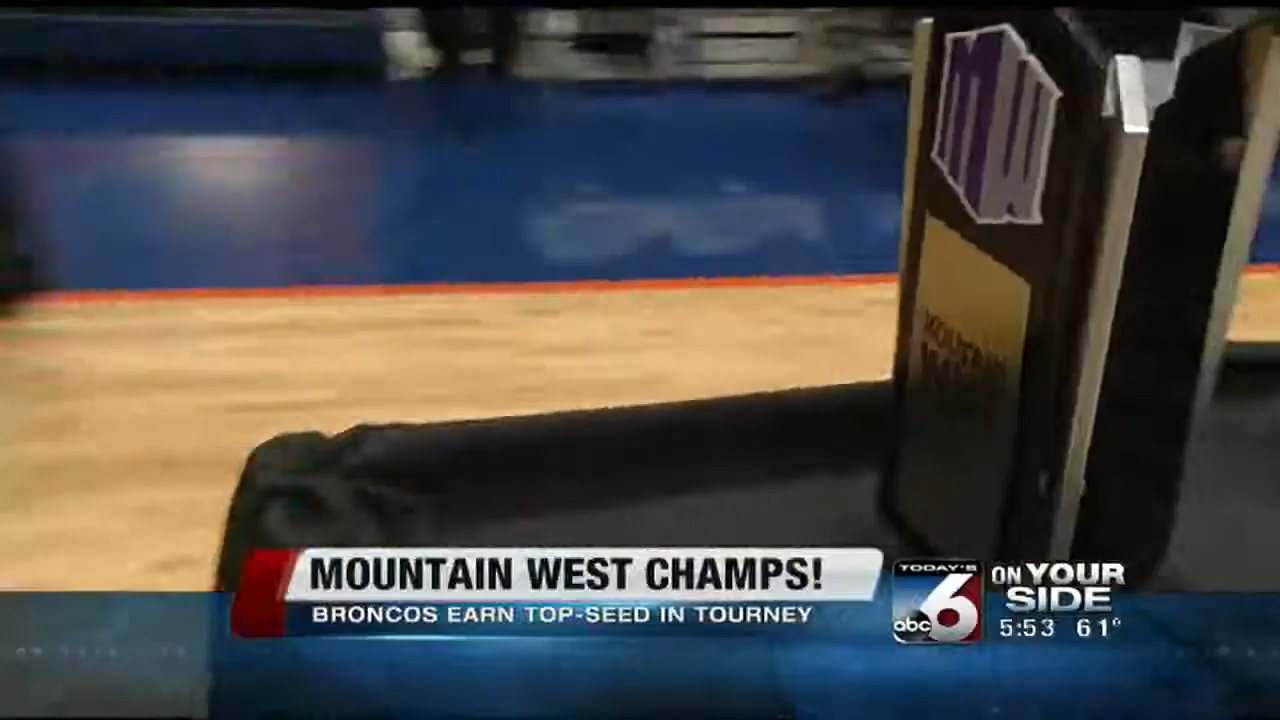 MW
MOUNTAIN
MOUNTAIN WEST CHAMPS!
BRONCOS EARN TOP-SEED IN TOURNEY
TODAY'S
abc 6
ON YOUR
SIDE
5:53 61°